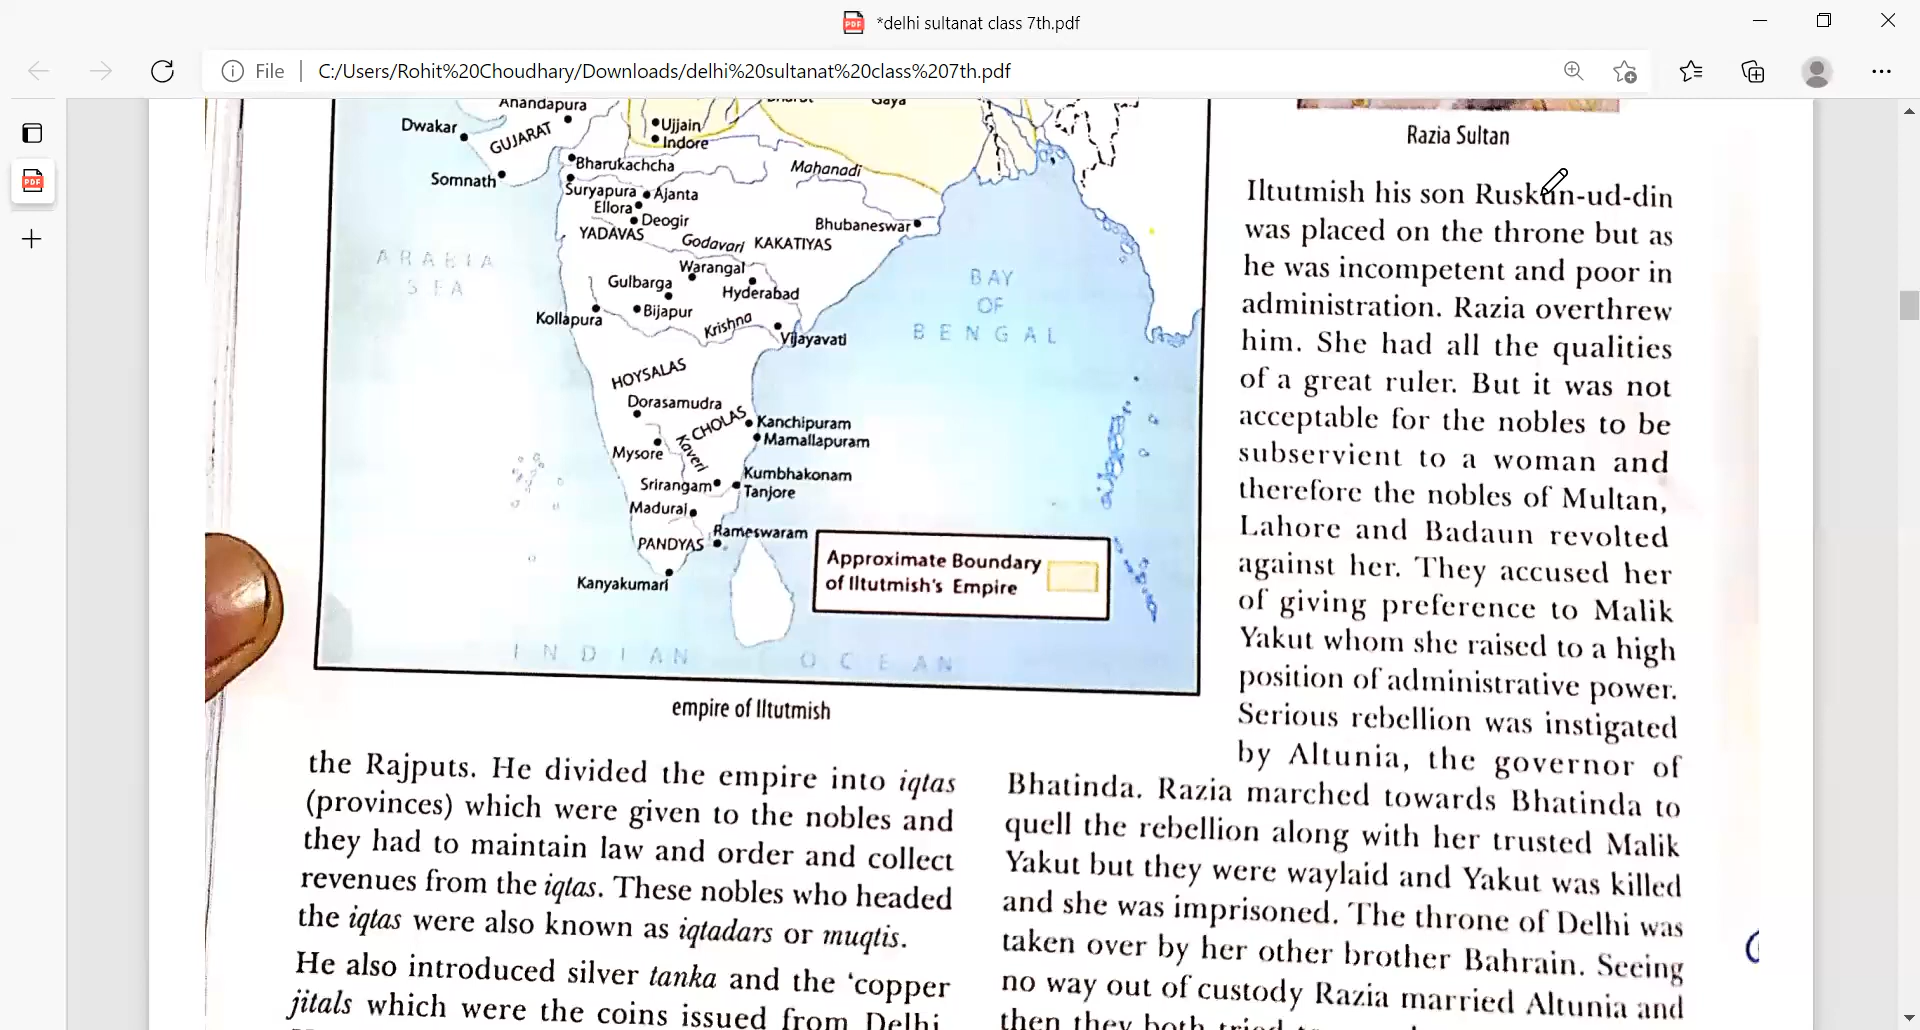 *delhi sultanat class 7th.pdf
File
C:/Users/Rohit%20Choudhary/Downloads/delhi%20sultanat%20class%207th.pdf
Anandapura
Gaya
Dwakar
GUJARAT
Ujjain
Indore
Bharukachcha
Mahanadi
Somnath
Suryapura
Ajanta
Ellora
Deogir
Bhubaneswar
YADAVAS
Godavari
KAKATIYAS
ARABIA
SEA
Warangal
Gulbarga
Hyderabad
BAY
OF
BENGAL
Kollapura
Bijapur
Krishna
Vijayavati
HOYSALAS
Dorasamudra
CHOLAS
Kanchipuram
Mamallapuram
Mysore
Kaveri
Kumbhakonam
Srirangam
Tanjore
Madurai
Rameswaram
PANDYAS
Kanyakumari
Approximate Boundary
of Iltutmish's Empire
INDIAN OCEAN
empire of Iltutmish
the Rajputs. He divided the empire into iqtas
(provinces) which were given to the nobles and
they had to maintain law and order and collect
revenues from the iqtas. These nobles who headed
the iqtas were also known as iqtadars or muqtis.
He also introduced silver tanka and the ‘copper
jitals which were the coins issued from Delhi.
Razia Sultan
Iltutmish his son Ruskun-ud-din
was placed on the throne but as
he was incompetent and poor in
administration. Razia overthrew
him. She had all the qualities
of a great ruler. But it was not
acceptable for the nobles to be
subservient to a woman and
therefore the nobles of Multan,
Lahore and Badaun revolted
against her. They accused her
of giving preference to Malik
Yakut whom she raised to a high
position of administrative power.
Serious rebellion was instigated
by Altunia, the governor of
Bhatinda. Razia marched towards Bhatinda to
quell the rebellion along with her trusted Malik
Yakut but they were waylaid and Yakut was killed
and she was imprisoned. The throne of Delhi was
taken over by her other brother Bahrain. Seeing
no way out of custody Razia married Altunia and
then they both tried